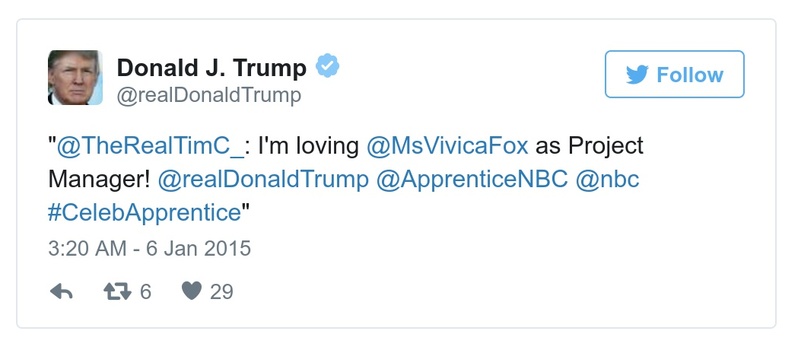 Donald J. Trump
@realDonaldTrump
Follow
"@TheRealTimC_: I'm loving @MsVivicaFox as Project
Manager! @realDonaldTrump @ApprenticeNBC @nbc
#CelebApprentice"
3:20 AM - 6 Jan 2015
6 29